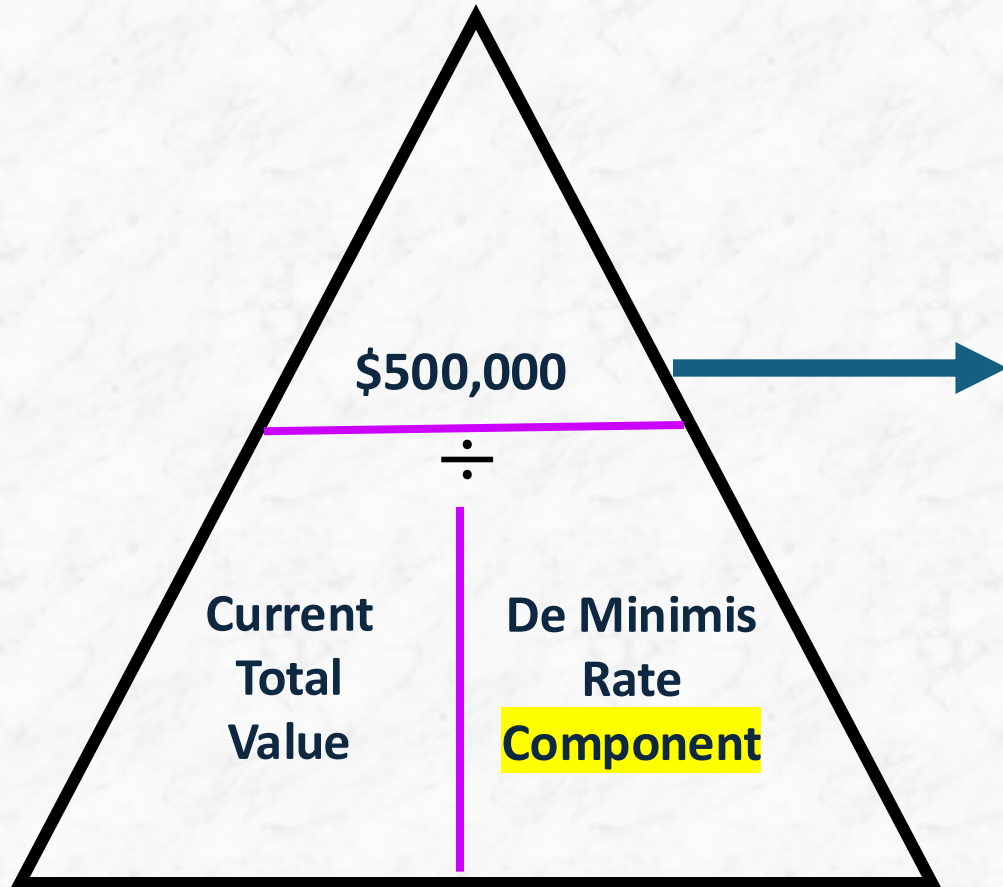 $500,000
÷
Current
Total
Value
De Minimis
Rate
Component